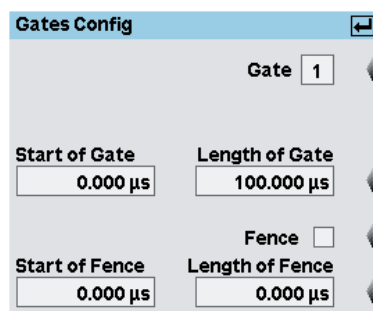 Gates Config
Gate 1
Start of Gate Length of Gate
0.000 µs 100.000 µs
Fence
Start of Fence Length of Fence
0.000 µs 0.000 µs